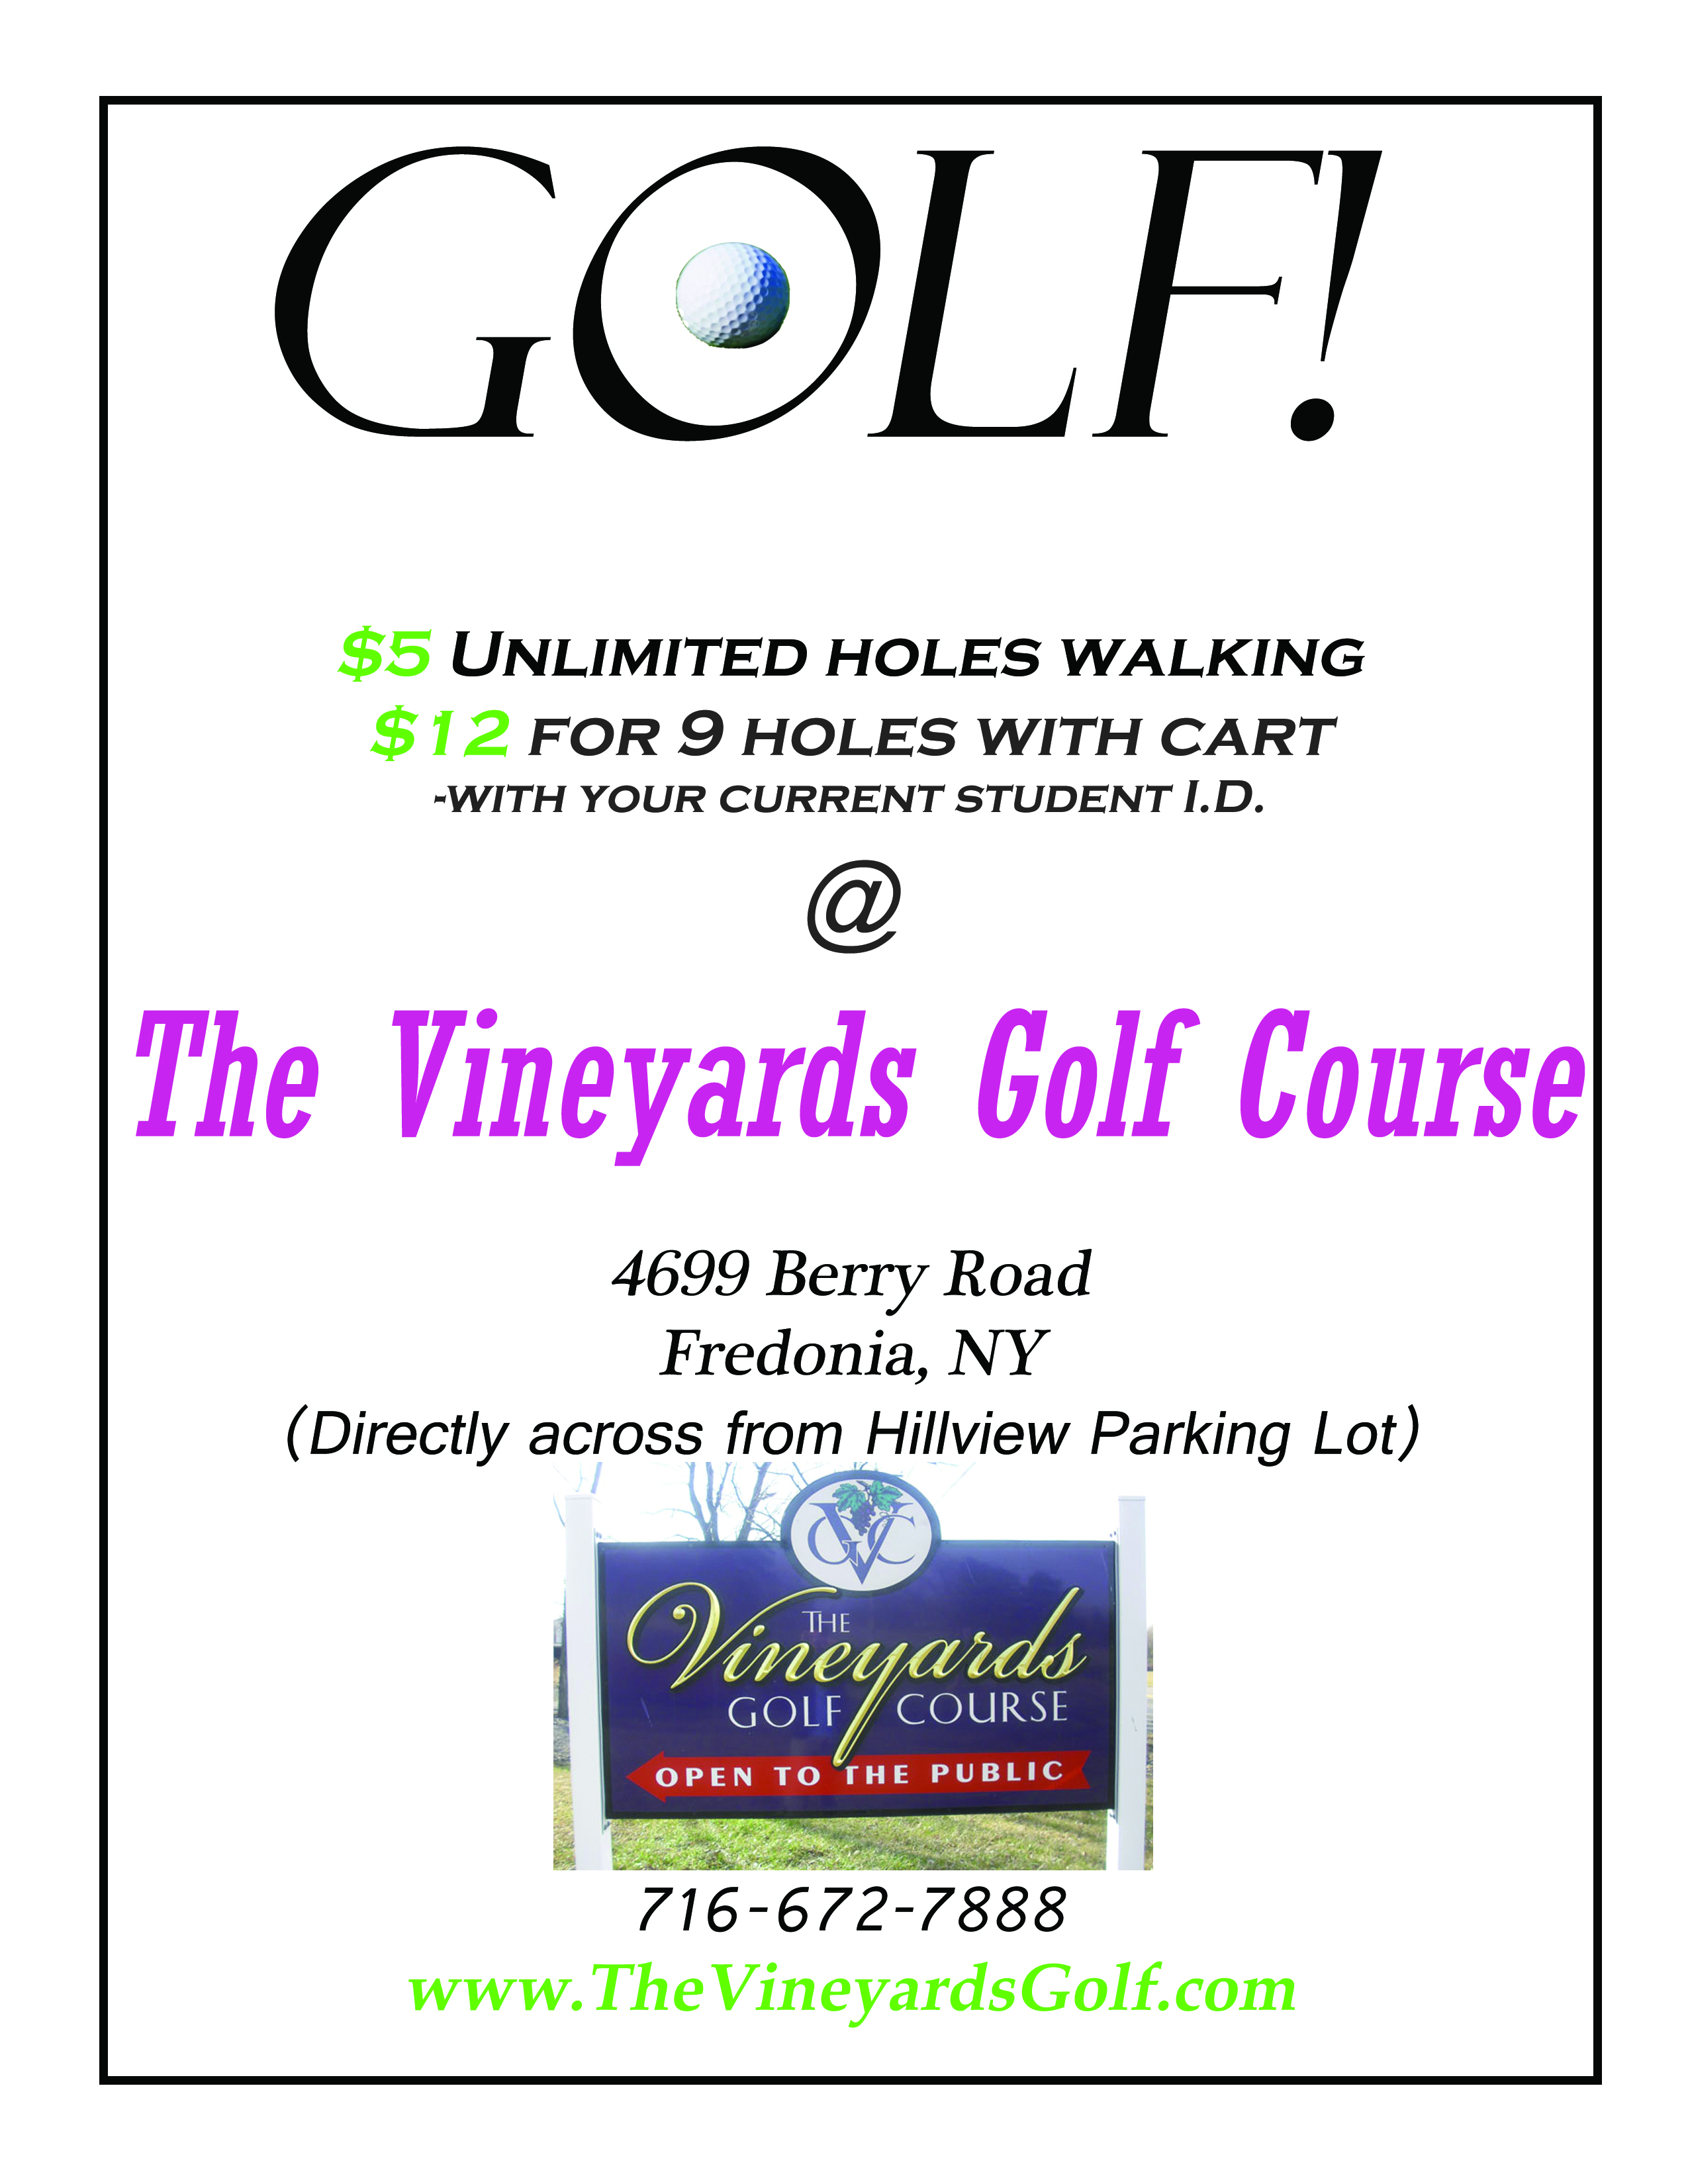 GOLF!
$5 Unlimited holes walking
$12 for 9 holes with cart
-with your current student I.D.
@
The Vineyards Golf Course
4699 Berry Road
Fredonia, NY
(Directly across from Hillview Parking Lot)
VGC
THE
Vineyards
GOLF COURSE
OPEN TO THE PUBLIC
716-672-7888
www.TheVineyardsGolf.com